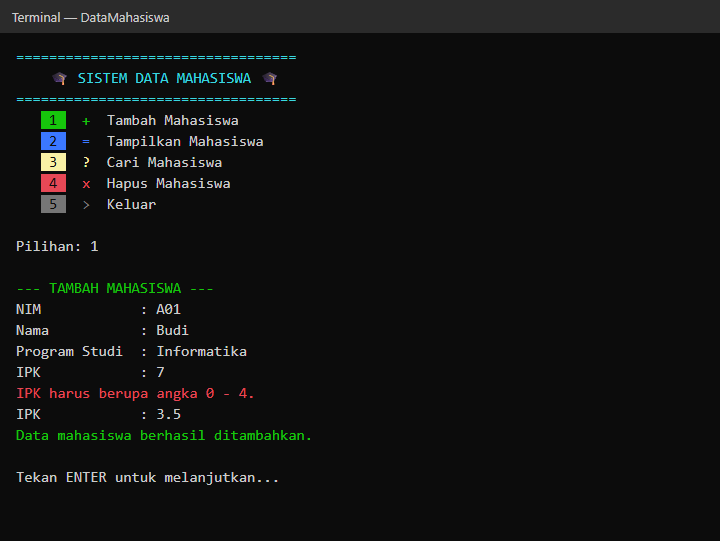 Terminal — DataMahasiswa
==================================
🎓 SISTEM DATA MAHASISWA 🎓
==================================
1 + Tambah Mahasiswa
2 = Tampilkan Mahasiswa
3 ? Cari Mahasiswa
4 x Hapus Mahasiswa
5 > Keluar
Pilihan: 1
--- TAMBAH MAHASISWA ---
NIM : A01
Nama : Budi
Program Studi : Informatika
IPK : 7
IPK harus berupa angka 0 - 4.
IPK : 3.5
Data mahasiswa berhasil ditambahkan.
Tekan ENTER untuk melanjutkan...